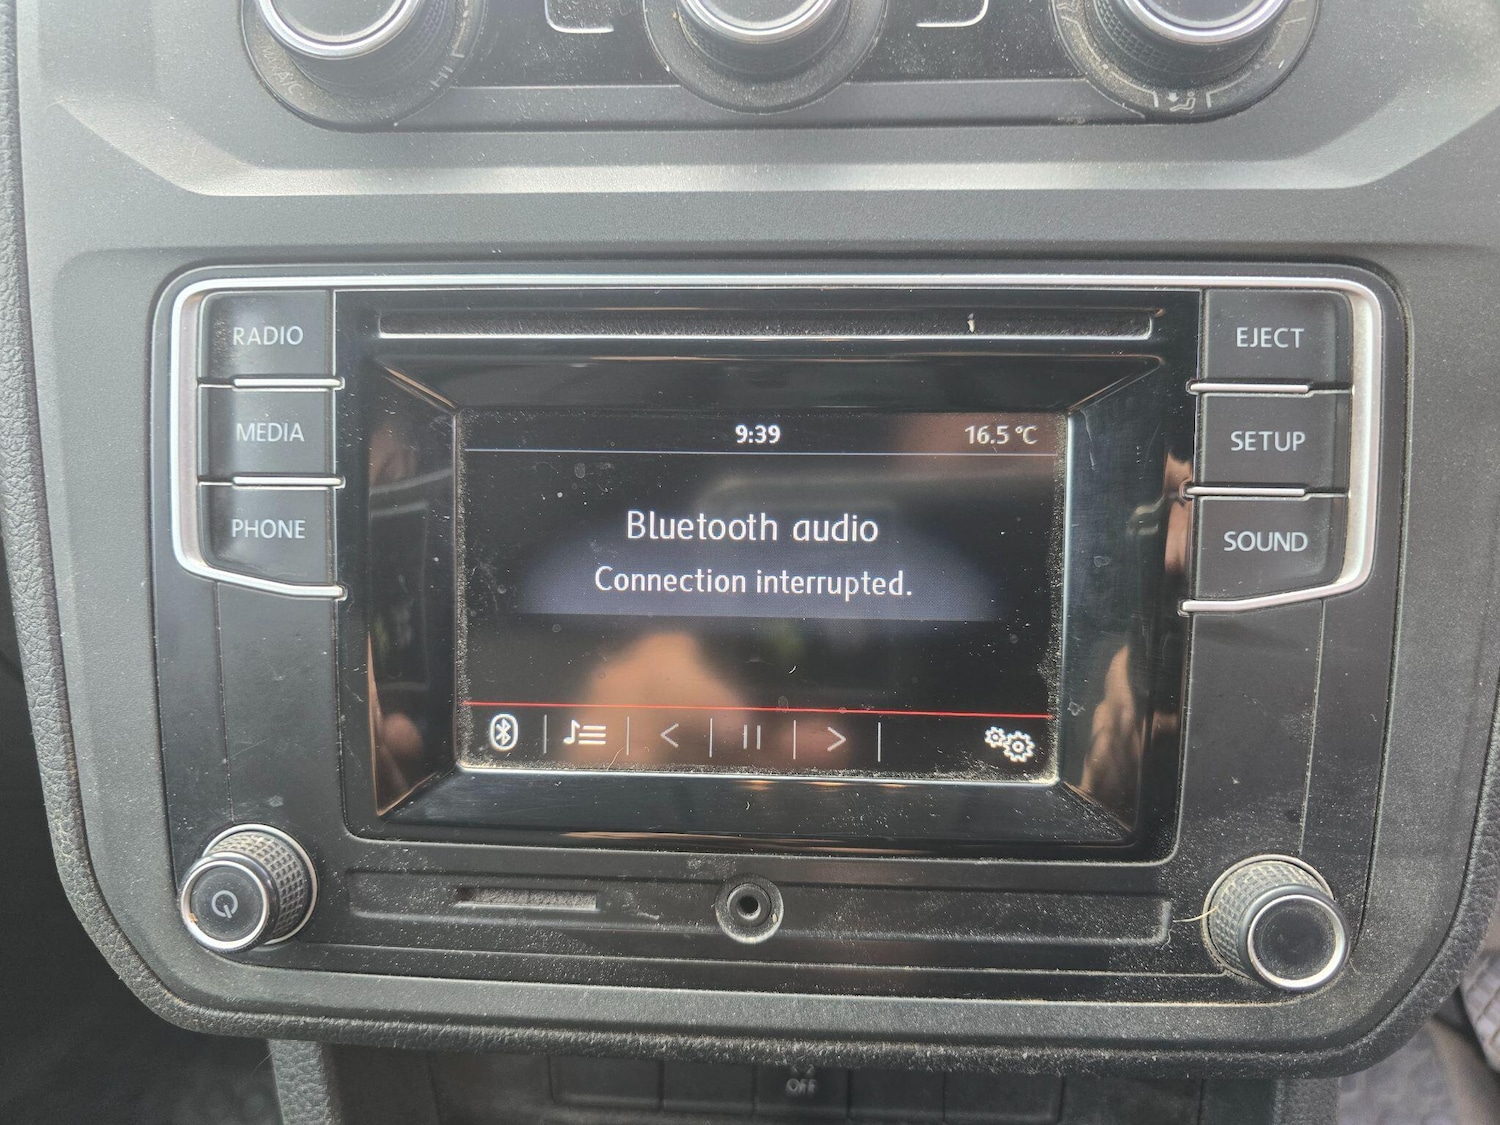 A/C
RADIO
MEDIA
PHONE
EJECT
SETUP
SOUND
9:39
16.5 °C
Bluetooth audio
Connection interrupted.
OFF